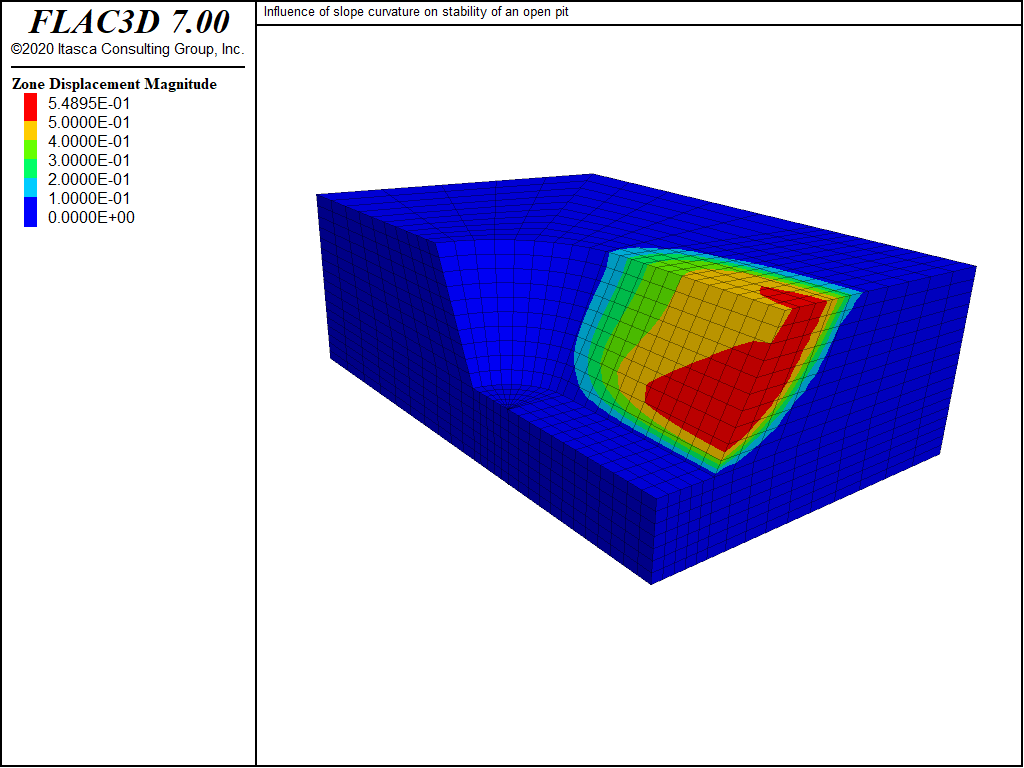 FLAC3D 7.00
©2020 Itasca Consulting Group, Inc.
Zone Displacement Magnitude
5.4895E-01
5.0000E-01
4.0000E-01
3.0000E-01
2.0000E-01
1.0000E-01
0.0000E+00
Influence of slope curvature on stability of an open pit